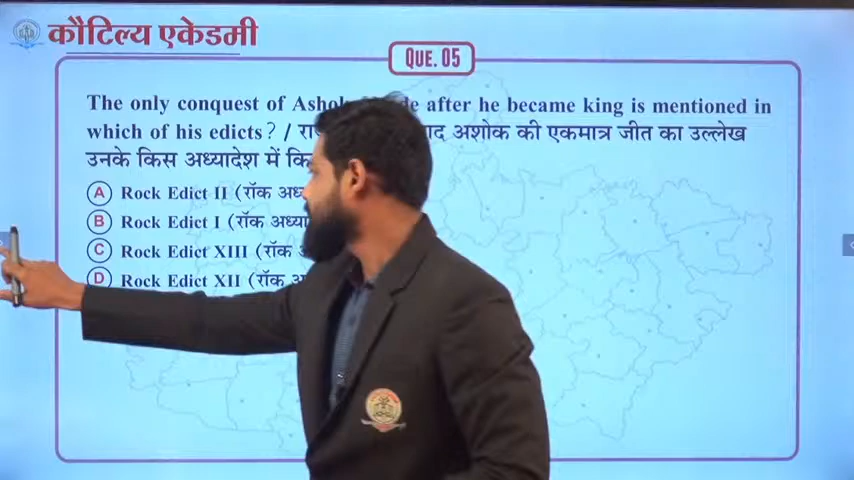 कौटिल्य एकेडमी
QUE. 05
The only conquest of Ashok de after he became king is mentioned in
which of his edicts? / अशोक की एकमात्र जीत का उल्लेख
उनके किस अध्यादेश में
A Rock Edict II (रॉक
B Rock Edict I (रॉक
C Rock Edict XIII (रॉक
D Rock Edict XII (रॉक